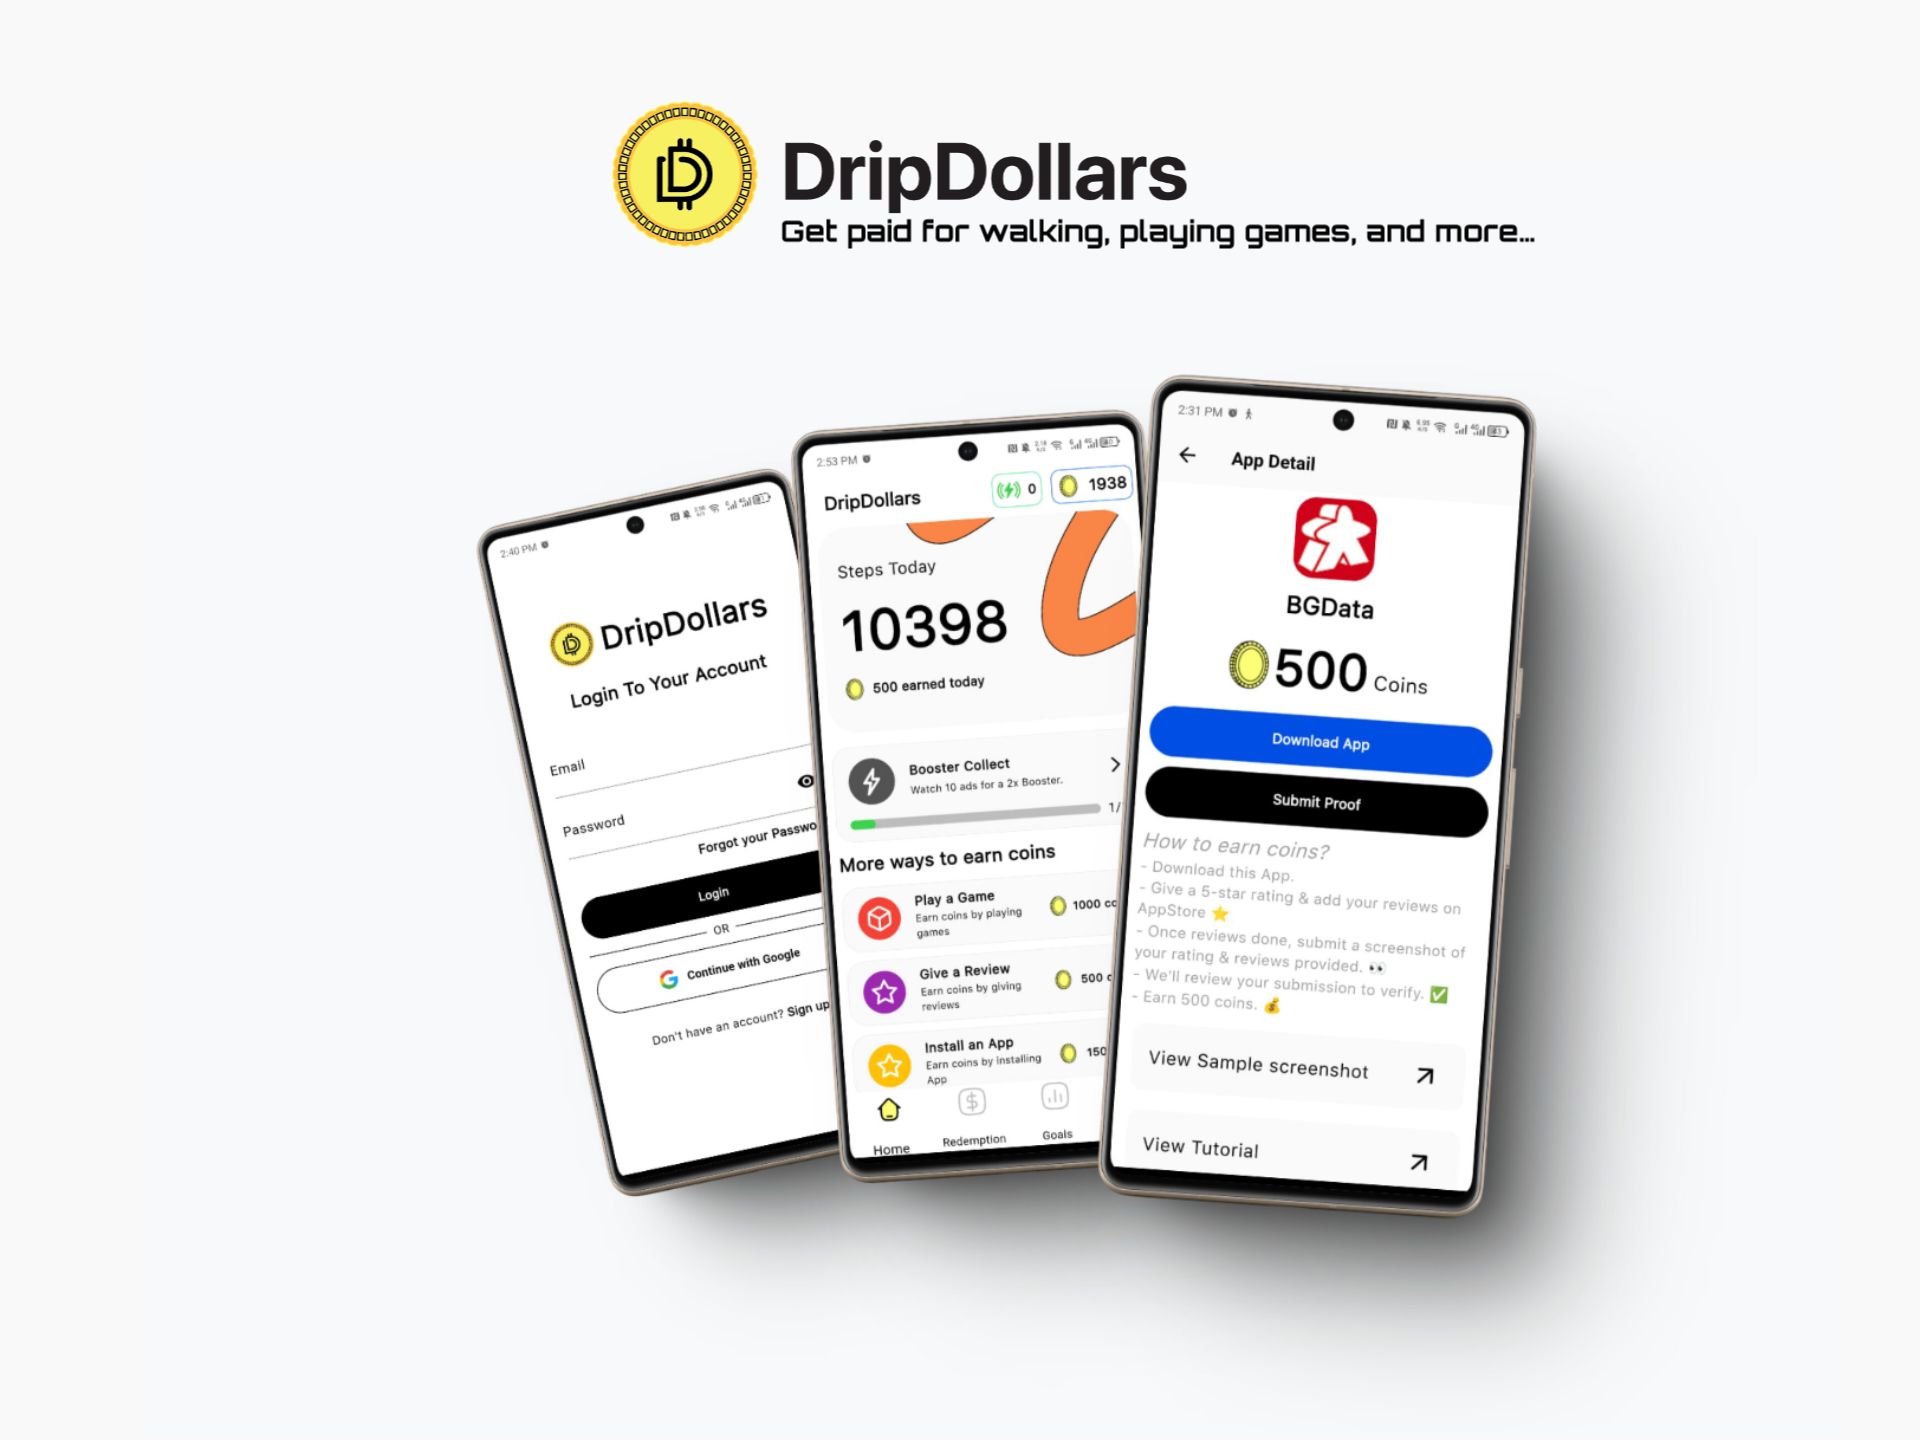 DripDollars
Get paid for walking, playing games, and more...
2:40 PM
DripDollars
Login To Your Account
Email
Password
Forgot your Passwo
Login
OR
Continue with Google
Don't have an account? Sign up
2:53 PM
DripDollars
0
1938
Steps Today
10398
500 earned today
Booster Collect
Watch 10 ads for a 2x Booster.
1/
More ways to earn coins
Play a Game
Earn coins by playing
games
1000 co
Give a Review
Earn coins by giving
reviews
500 c
Install an App
Earn coins by installing
App
150
Home
Redemption
Goals
2:31 PM
App Detail
BGData
500 Coins
Download App
Submit Proof
How to earn coins?
- Download this App.
- Give a 5-star rating & add your reviews on
AppStore ⭐
- Once reviews done, submit a screenshot of
your rating & reviews provided. 👀
- We'll review your submission to verify. ✅
- Earn 500 coins. 💰
View Sample screenshot
View Tutorial